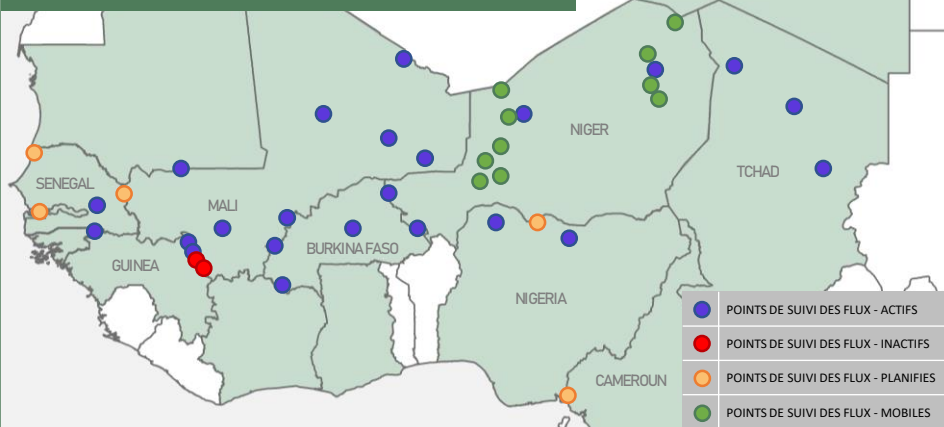 NIGER
TCHAD
SENEGAL
MALI
BURKINA FASO
GUINEA
NIGERIA
CAMEROUN
POINTS DE SUIVI DES FLUX - ACTIFS
POINTS DE SUIVI DES FLUX - INACTIFS
POINTS DE SUIVI DES FLUX - PLANIFIES
POINTS DE SUIVI DES FLUX - MOBILES